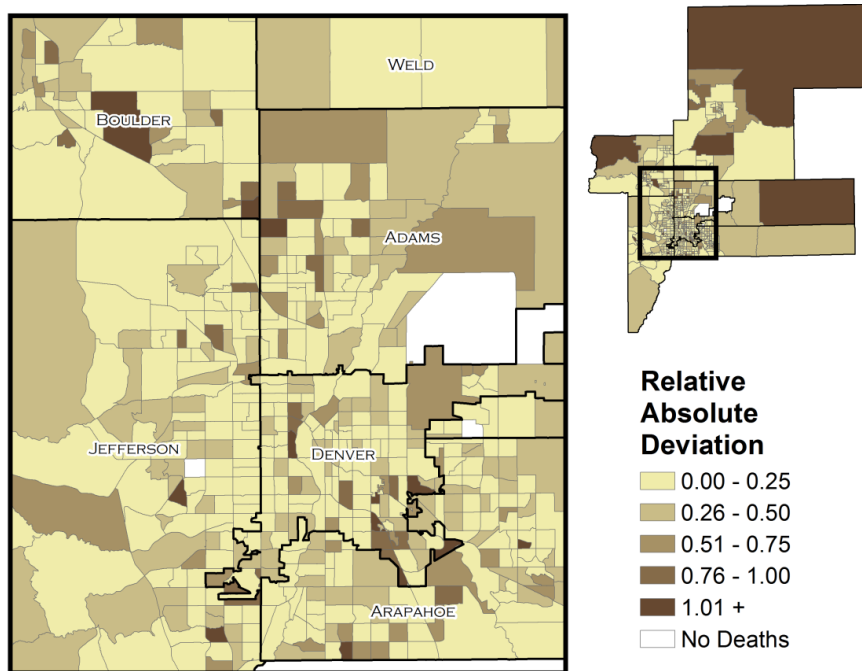 WELD
BOULDER
ADAMS
JEFFERSON
DENVER
ARAPAHOE
Relative
Absolute
Deviation
0.00 - 0.25
0.26 - 0.50
0.51 - 0.75
0.76 - 1.00
1.01 +
No Deaths